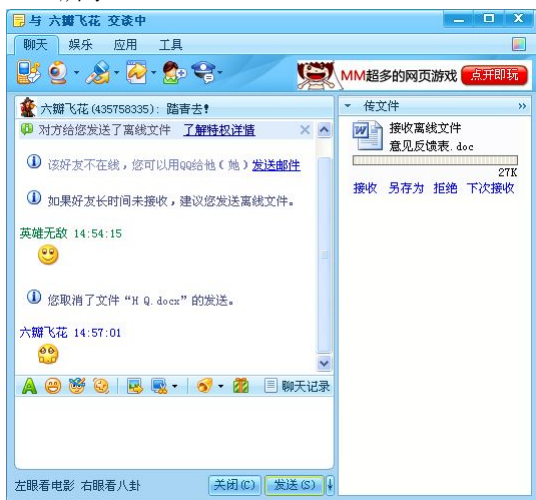 与 六瓣飞花 交谈中
聊天 娱乐 应用 工具
MM超多的网页游戏 点开即玩
六瓣飞花(435758335): 踏青去!
对方给您发送了离线文件 了解特权详情
该好友不在线，您可以用QQ给他(她)发送邮件
如果好友长时间未接收，建议您发送离线文件。
英雄无敌 14:54:15
您取消了文件“H Q.docx”的发送。
六瓣飞花 14:57:01
聊天记录
左眼看电影 右眼看八卦
关闭(C) 发送(S)
传文件
接收离线文件
意见反馈表.doc
27K
接收 另存为 拒绝 下次接收